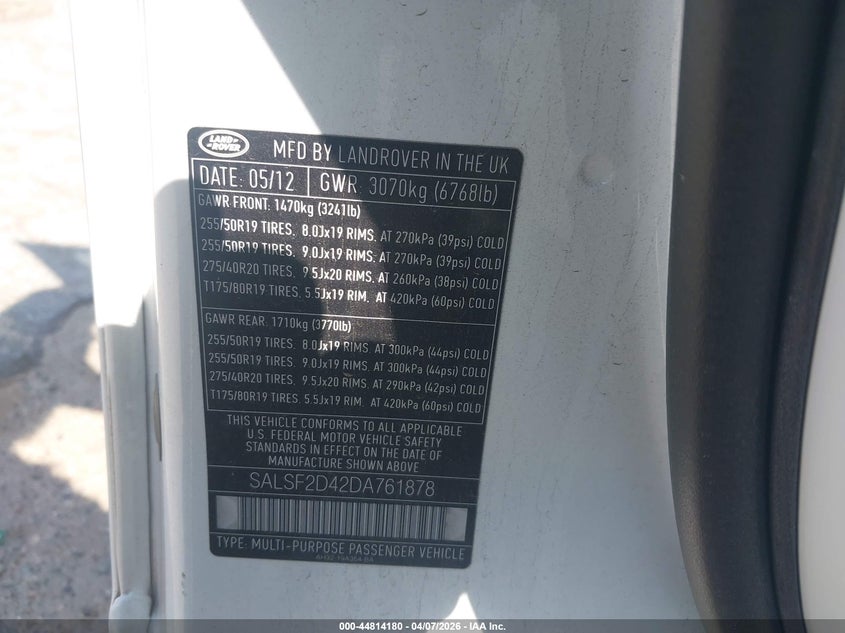 LAND
ROVER
MFD BY LANDROVER IN THE UK
DATE: 05/12 GWR: 3070kg (6768lb)
GAWR FRONT: 1470kg (3241lb)
255/50R19 TIRES. 8.0Jx19 RIMS. AT 270kPa (39psi) COLD
255/50R19 TIRES. 9.0Jx19 RIMS. AT 270kPa (39psi) COLD
275/40R20 TIRES. 9.5Jx20 RIMS. AT 260kPa (38psi) COLD
T175/80R19 TIRES. 5.5Jx19 RIM. AT 420kPa (60psi) COLD
GAWR REAR: 1710kg (3770lb)
255/50R19 TIRES. 8.0Jx19 RIMS AT 300kPa (44psi) COLD
255/50R19 TIRES. 9.0Jx19 RIMS AT 300kPa (44psi) COLD
275/40R20 TIRES. 9.5Jx20 RIMS AT 290kPa (42psi) COLD
T175/80R19 TIRES. 5.5Jx19 RIM. AT 420kPa (60psi) COLD
THIS VEHICLE CONFORMS TO ALL APPLICABLE
U.S. FEDERAL MOTOR VEHICLE SAFETY
STANDARDS IN EFFECT ON THE DATE OF
MANUFACTURE SHOWN ABOVE
SALSF2D42DA761878
TYPE: MULTI-PURPOSE PASSENGER VEHICLE
000-44814180 - 04/07/2026 - IAA Inc.